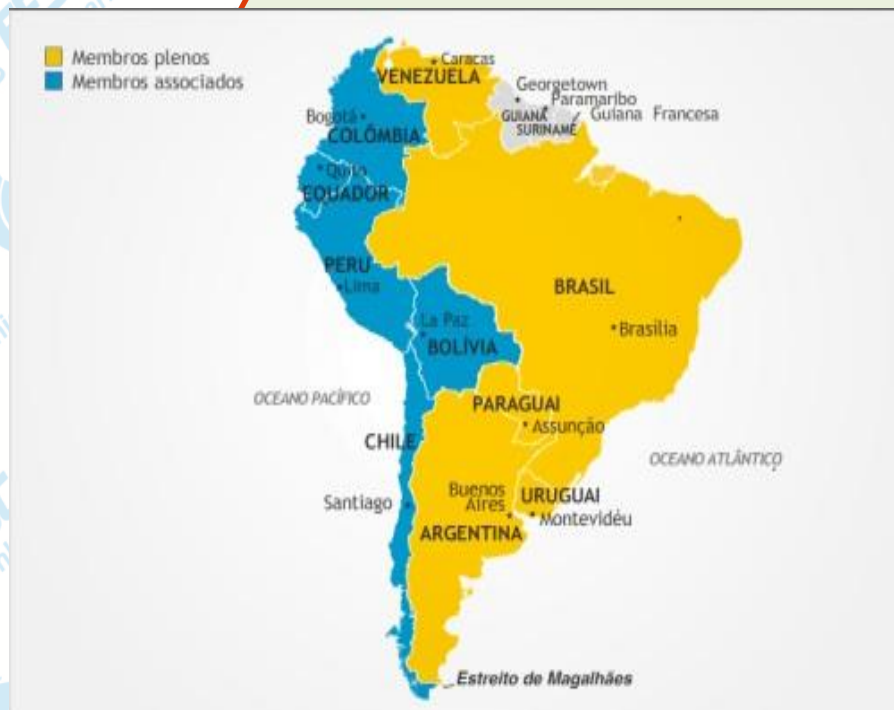 Membros plenos
Membros associados
Caracas
VENEZUELA
Georgetown
Paramaribo
GUIANA
Guiana Francesa
SURINAME
Bogotá
COLÔMBIA
Quito
EQUADOR
PERU
Lima
BRASIL
Brasília
La Paz
BOLÍVIA
OCEANO PACÍFICO
PARAGUAI
Assunção
CHILE
OCEANO ATLÂNTICO
Santiago
Buenos
Aires
URUGUAI
Montevidéu
ARGENTINA
Estreito de Magalhães